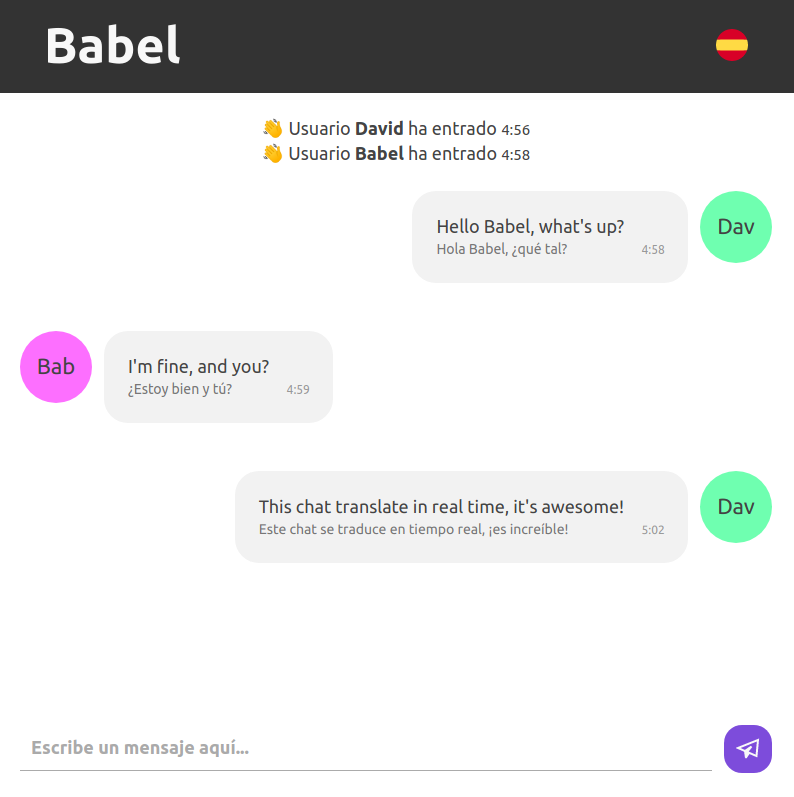 Babel
👋 Usuario David ha entrado 4:56
👋 Usuario Babel ha entrado 4:58
Hello Babel, what's up?
Hola Babel, ¿qué tal? 4:58
Dav
Bab
I'm fine, and you?
¿Estoy bien y tú? 4:59
This chat translate in real time, it's awesome!
Este chat se traduce en tiempo real, ¡es increíble! 5:02
Dav
Escribe un mensaje aquí...